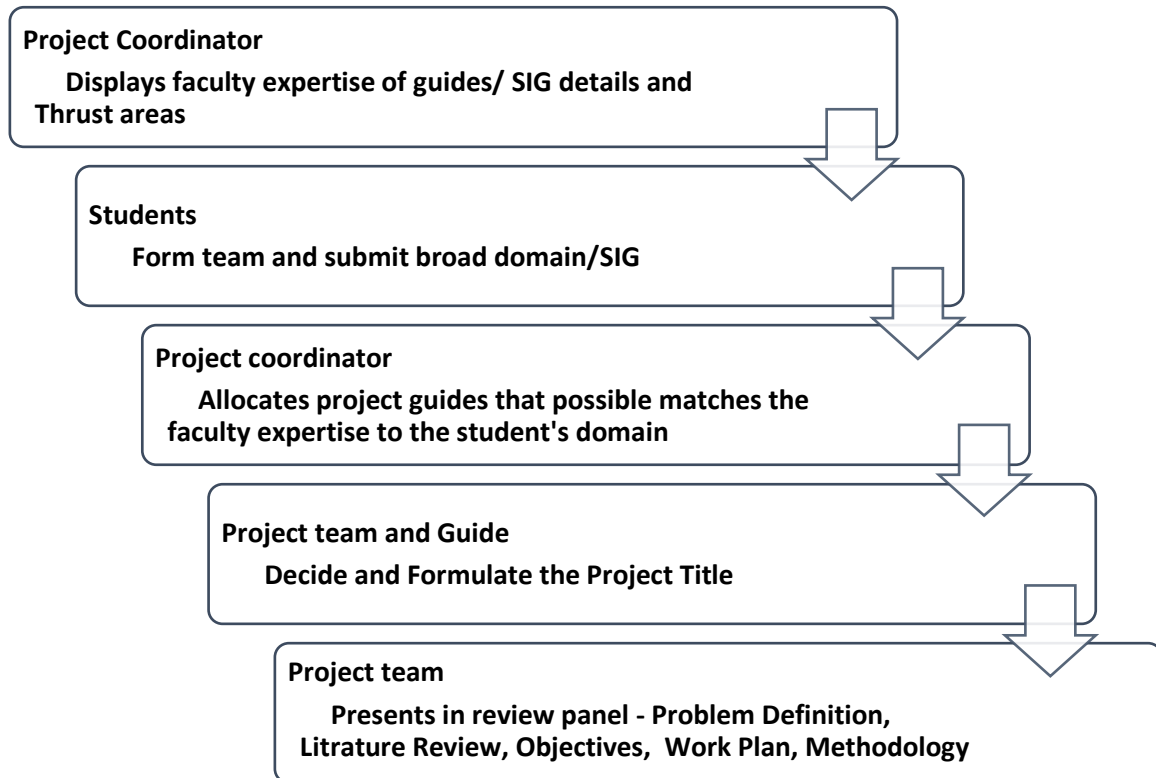 Project Coordinator
Displays faculty expertise of guides/ SIG details and
Thrust areas
Students
Form team and submit broad domain/SIG
Project coordinator
Allocates project guides that possible matches the
faculty expertise to the student's domain
Project team and Guide
Decide and Formulate the Project Title
Project team
Presents in review panel - Problem Definition,
Litrature Review, Objectives, Work Plan, Methodology